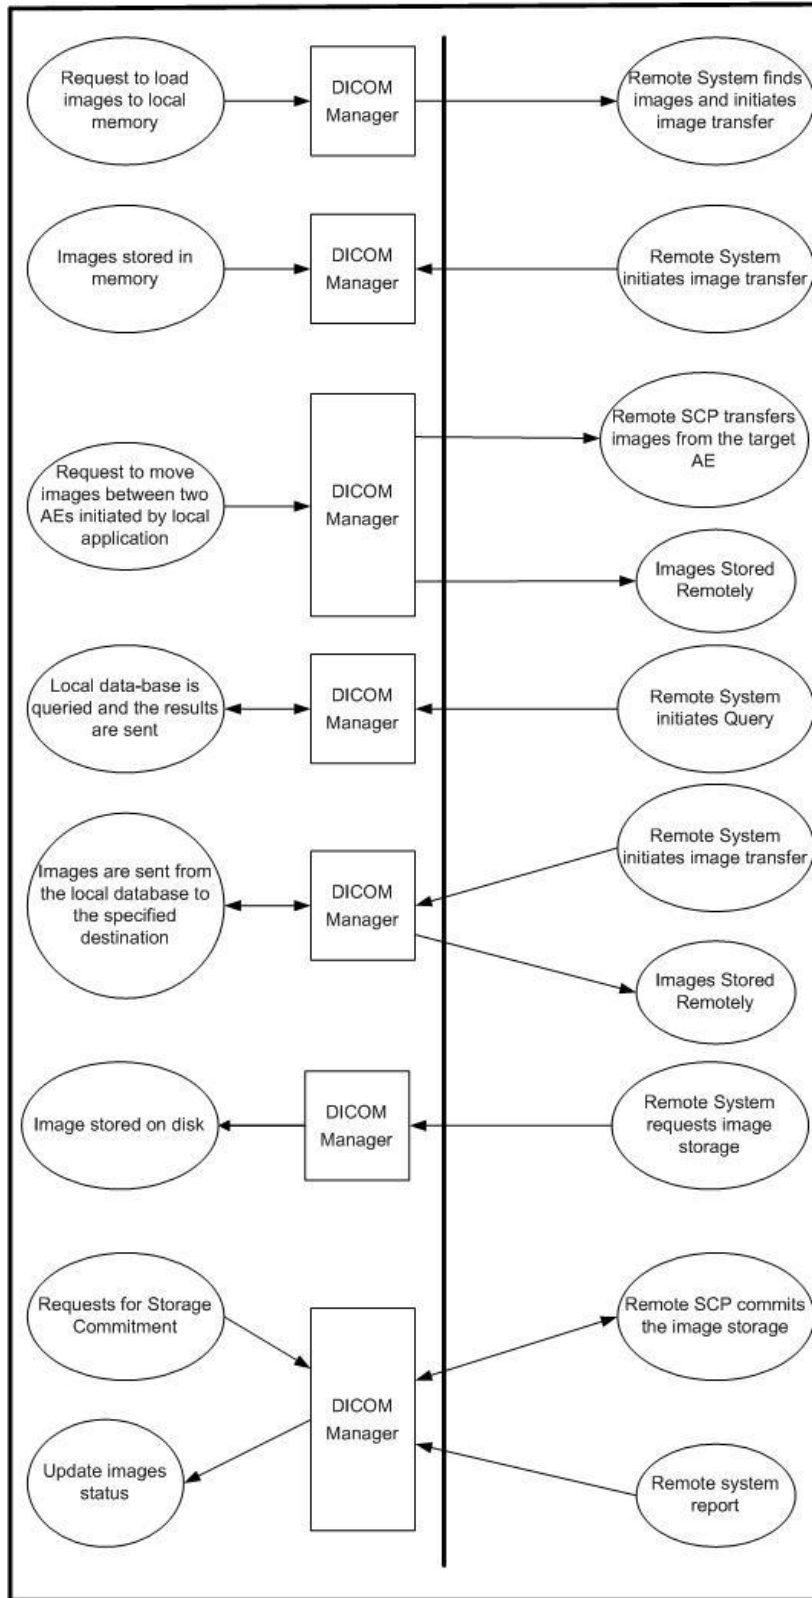 Request to load
images to local
memory
DICOM
Manager
Remote System finds
images and initiates
image transfer
Images stored in
memory
DICOM
Manager
Remote System
initiates image transfer
Request to move
images between two
AEs initiated by local
application
DICOM
Manager
Remote SCP transfers
images from the target
AE
Images Stored
Remotely
Local data-base is
queried and the results
are sent
DICOM
Manager
Remote System
initiates Query
Images are sent from
the local database to
the specified
destination
DICOM
Manager
Remote System
initiates image transfer
Images Stored
Remotely
Image stored on disk
DICOM
Manager
Remote System
requests image
storage
Requests for Storage
Commitment
Update images
status
DICOM
Manager
Remote SCP commits
the image storage
Remote system
report